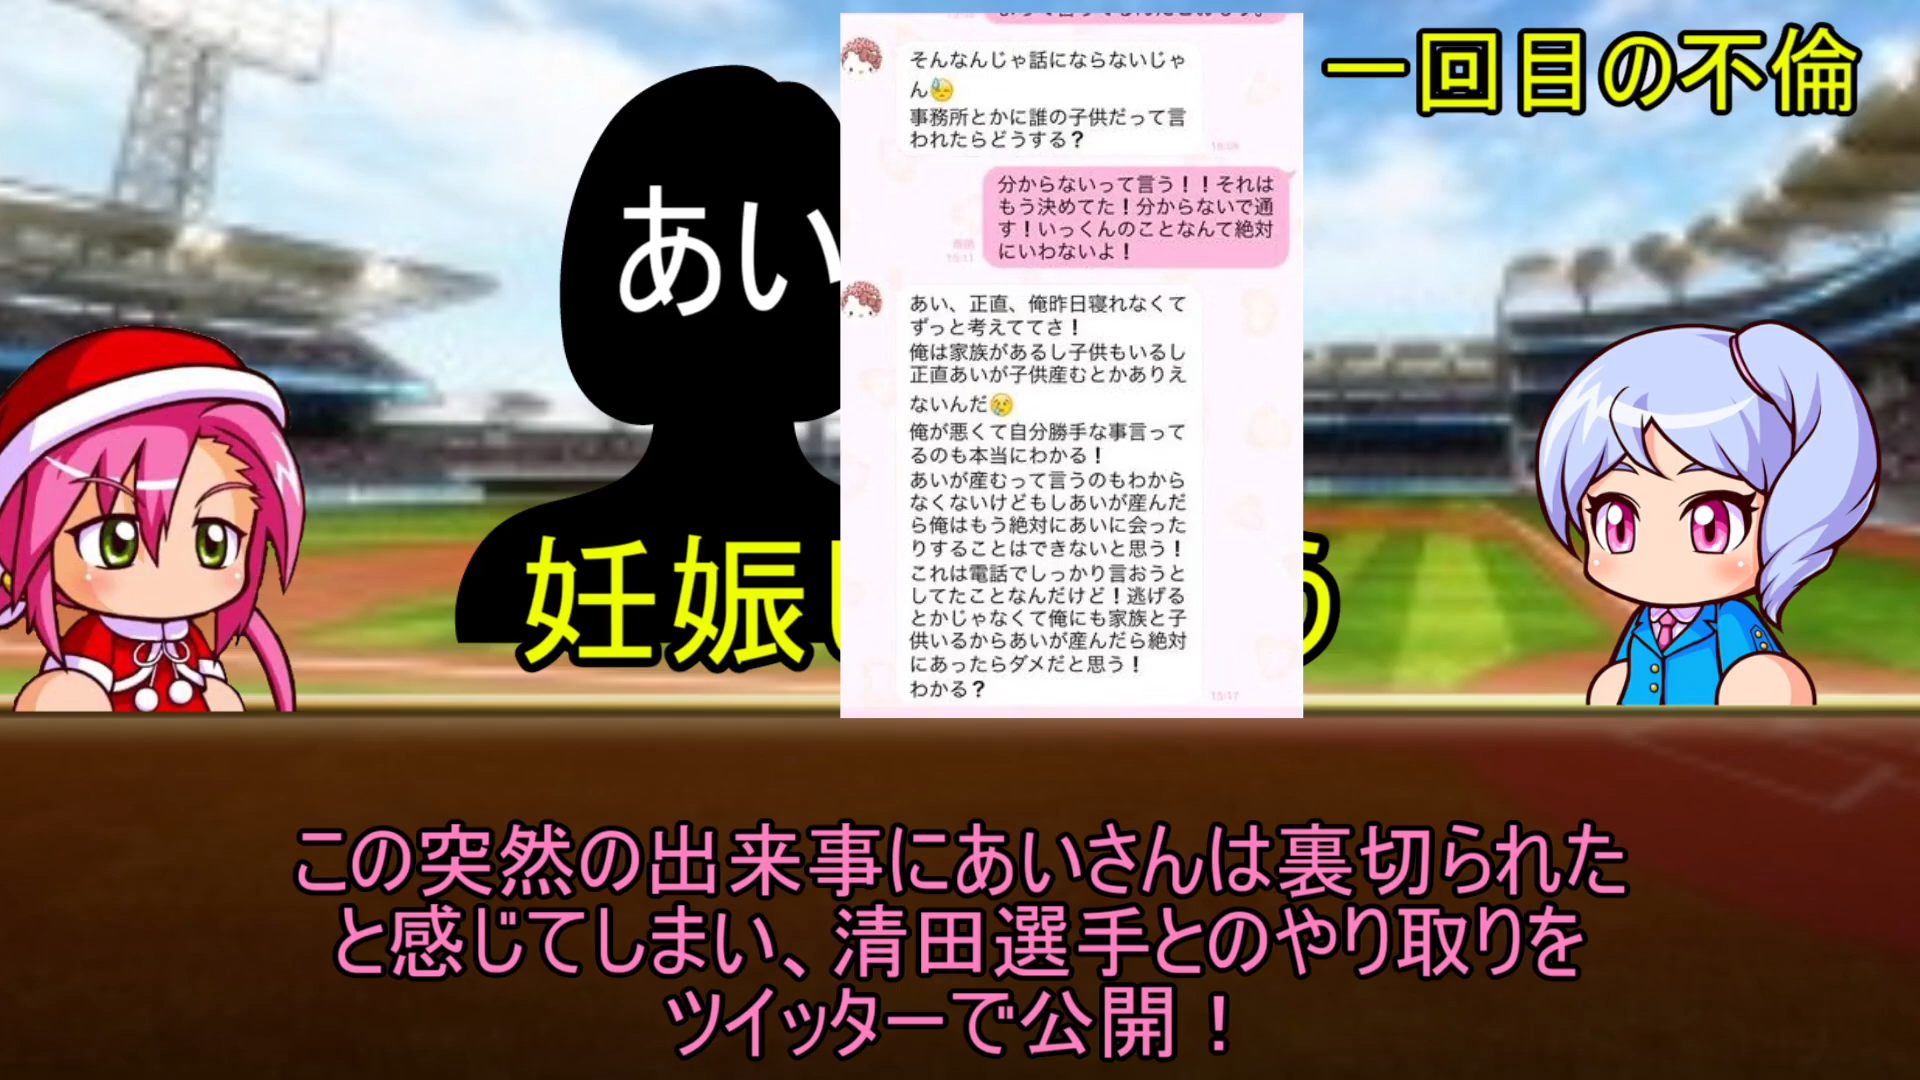 一回目の不倫
そんなんじゃ話にならないじゃ
ん😓
事務所とかに誰の子供だって言
われたらどうする？
16:08
分からないって言う！！それは
もう決めてた！分からないで通
す！いっくんのことなんて絶対
にいわないよ！
既読
15:11
あい、正直、俺昨日寝れなくて
ずっと考えててさ！
俺は家族があるし子供もいるし
正直あいが子供産むとかありえ
ないんだ😢
俺が悪くて自分勝手な事言って
るのも本当にわかる！
あいが産むって言うのもわから
なくないけどもしあいが産んだ
ら俺はもう絶対にあいに会った
りすることはできないと思う！
これは電話でしっかり言おうと
してたことなんだけど！逃げる
とかじゃなくて俺にも家族と子
供いるからあいが産んだら絶対
にあったらダメだと思う！
わかる？
15:17
あい
妊娠
う
この突然の出来事にあいさんは裏切られた
と感じてしまい、清田選手とのやり取りを
ツイッターで公開！